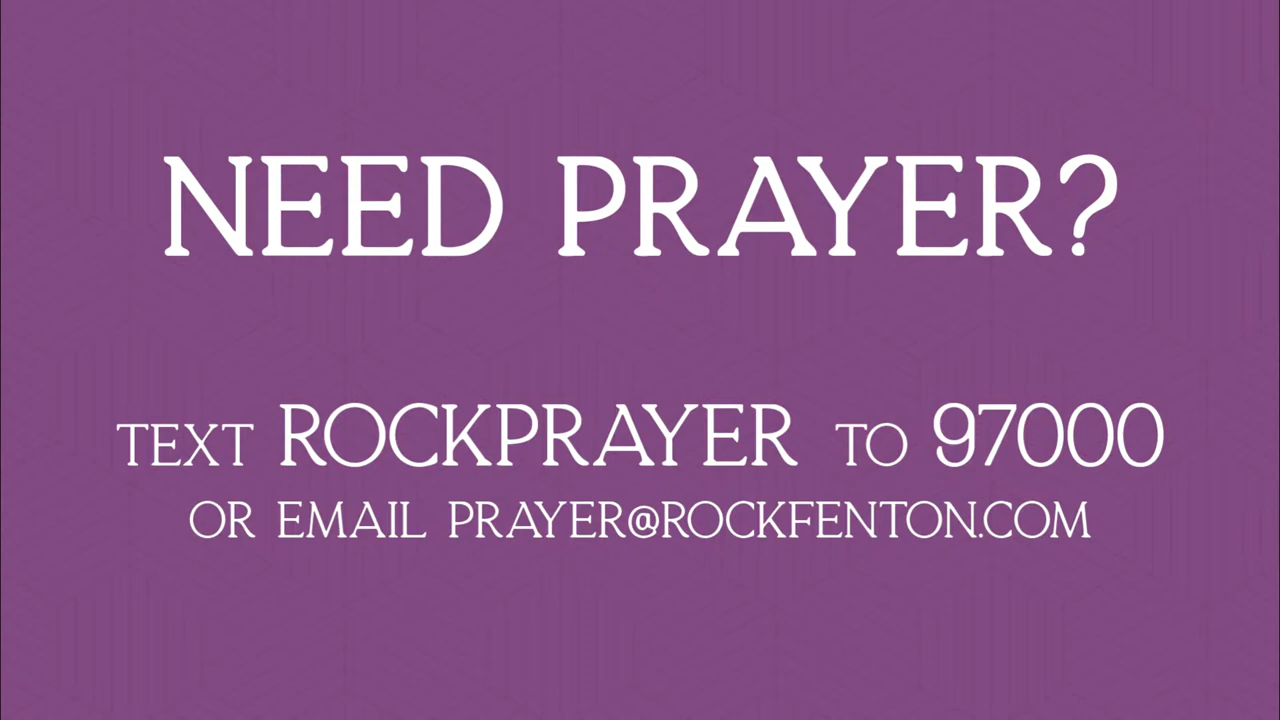 NEED PRAYER?
TEXT ROCKPRAYER TO 97000
OR EMAIL PRAYER@ROCKFENTON.COM